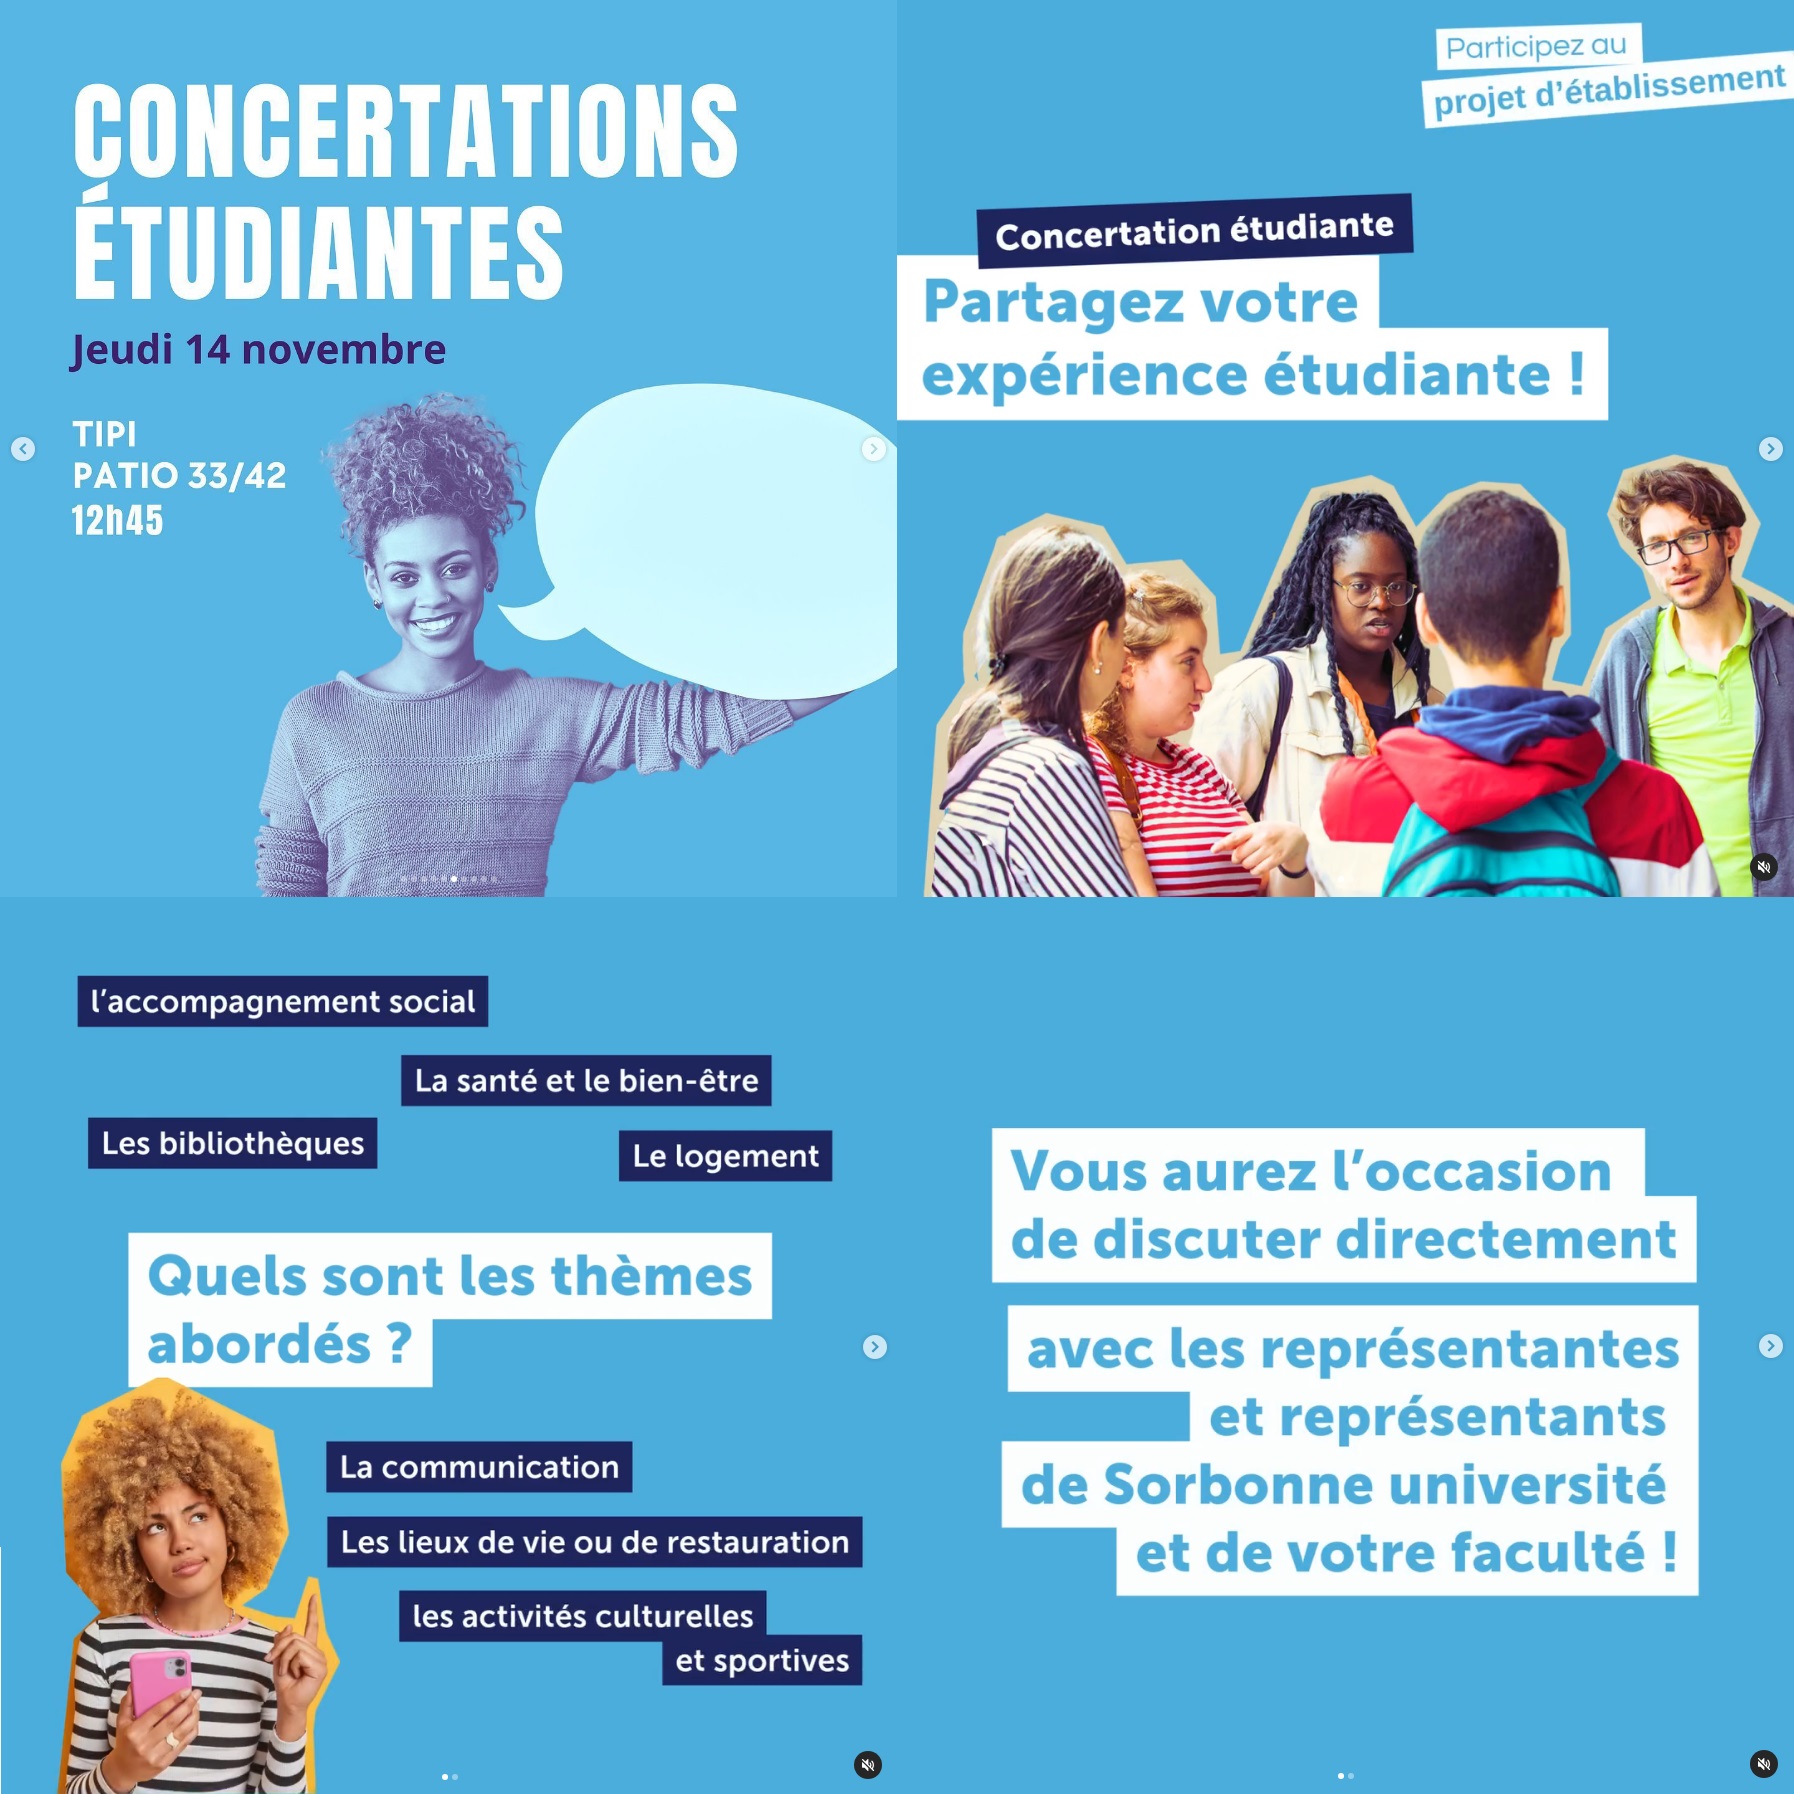 CONCERTATIONS
ÉTUDIANTES
Jeudi 14 novembre
TIPI
PATIO 33/42
12h45
Participez au
projet d'établissement
Concertation étudiante
Partagez votre
expérience étudiante !
l'accompagnement social
La santé et le bien-être
Les bibliothèques
Le logement
Quels sont les thèmes
abordés ?
La communication
Les lieux de vie ou de restauration
les activités culturelles
et sportives
Vous aurez l'occasion
de discuter directement
avec les représentantes
et représentants
de Sorbonne université
et de votre faculté !